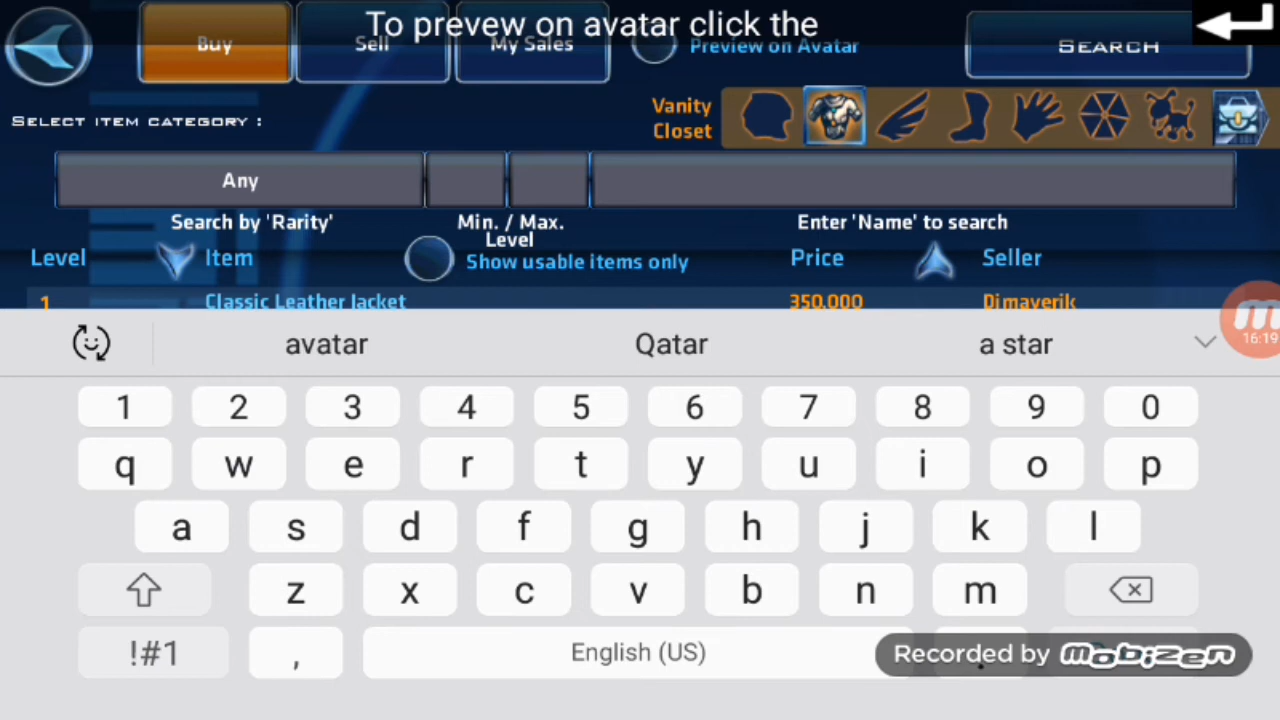 To prevew on avatar click the
Buy
Sell
My Sales
Preview on Avatar
SEARCH
SELECT ITEM CATEGORY :
Vanity
Closet
Any
Search by 'Rarity'
Min. / Max.
Level
Enter 'Name' to search
Level
Item
Show usable items only
Price
Seller
1
Classic Leather Jacket
350,000
Dimaverik
16:19
avatar
Qatar
a star
1 2 3 4 5 6 7 8 9 0
q w e r t y u i o p
a s d f g h j k l
z x c v b n m
!#1
,
English (US)
Recorded by Mobizen